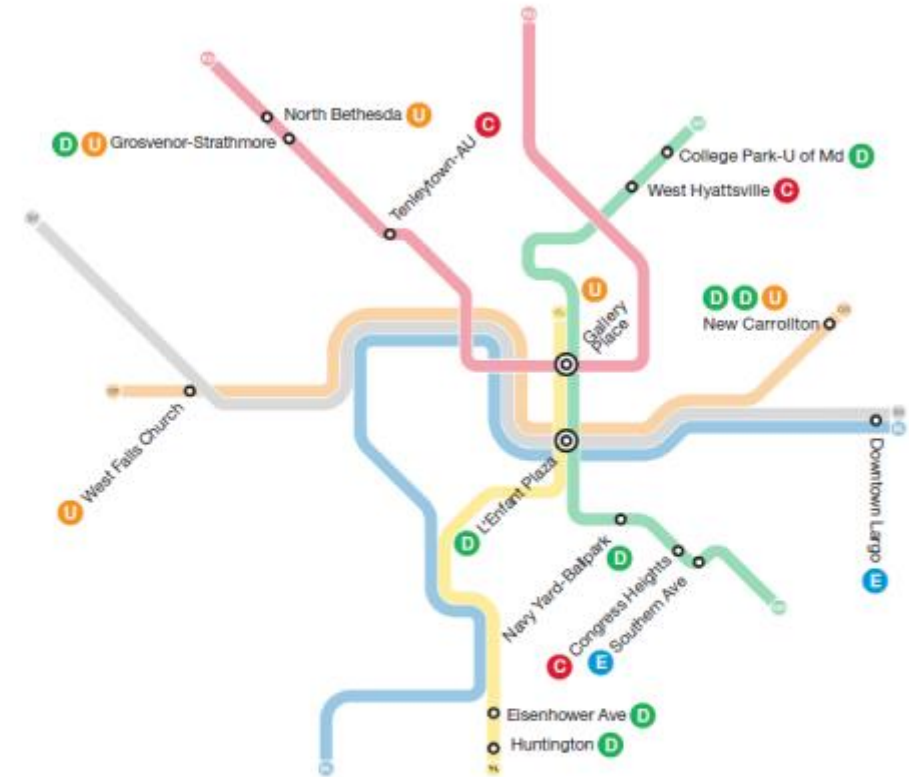 North Bethesda U
D U Grosvenor-Strathmore
Tenleytown-AU C
College Park-U of Md D
West Hyattsville C
U
Gallery
Place
D D U
New Carrollton
West Falls Church
U
L'Enfant Plaza
D
Downtown Largo
E
Navy Yard-Ballpark
D
Congress Heights
C
Southern Ave
E
Eisenhower Ave D
Huntington D
YL